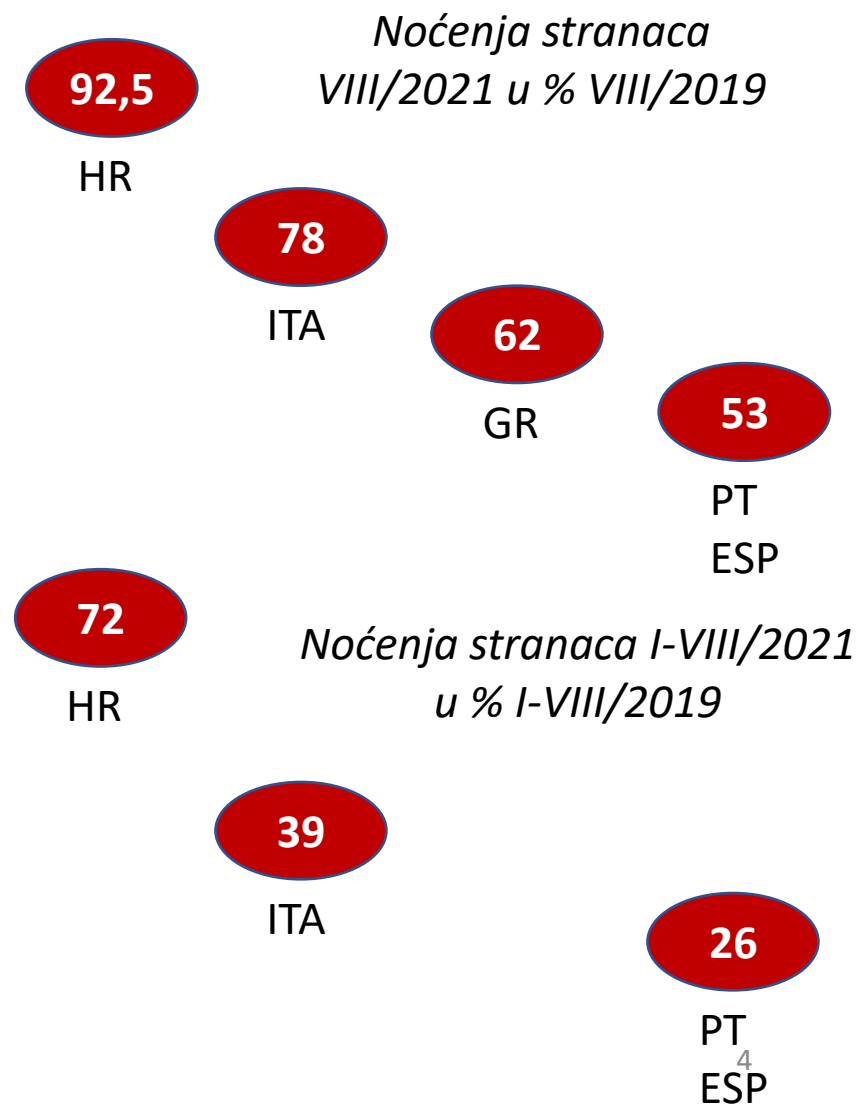 Noćenja stranaca
VIII/2021 u % VIII/2019
92,5
HR
78
ITA
62
GR
53
PT
ESP
72
HR
Noćenja stranaca I-VIII/2021
u % I-VIII/2019
39
ITA
26
PT
4
ESP